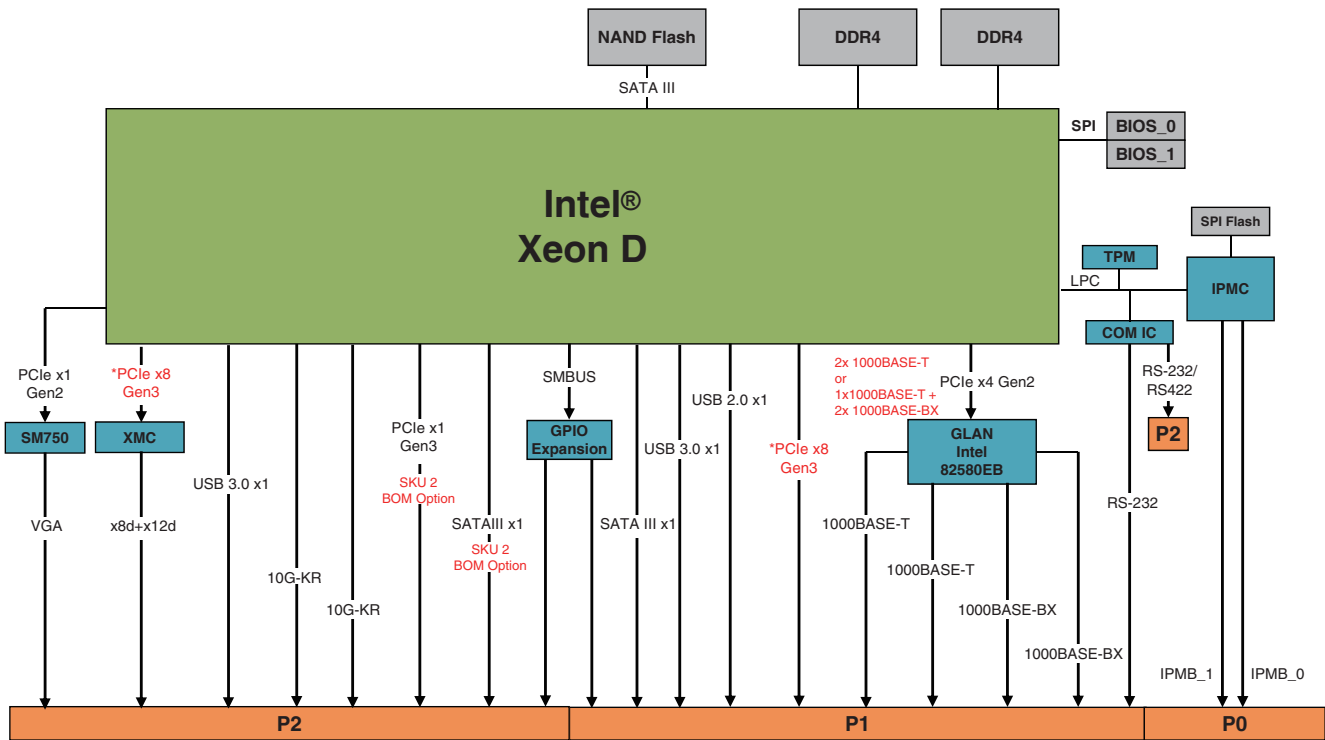 NAND Flash
DDR4
DDR4
SATA III
SPI
BIOS_0
BIOS_1
Intel®
Xeon D
SPI Flash
TPM
LPC
IPMC
COM IC
PCIe x1
Gen2
*PCIe x8
Gen3
SMBUS
2x 1000BASE-T
or
1x1000BASE-T +
2x 1000BASE-BX
PCIe x4 Gen2
RS-232/
RS422
USB 2.0 x1
SM750
XMC
PCIe x1
Gen3
GPIO
Expansion
USB 3.0 x1
*PCIe x8
Gen3
GLAN
Intel
82580EB
P2
USB 3.0 x1
SKU 2
BOM Option
RS-232
VGA
x8d+x12d
SATAIII x1
SKU 2
BOM Option
SATA III x1
1000BASE-T
1000BASE-T
10G-KR
10G-KR
1000BASE-BX
1000BASE-BX
IPMB_1
IPMB_0
P2
P1
P0